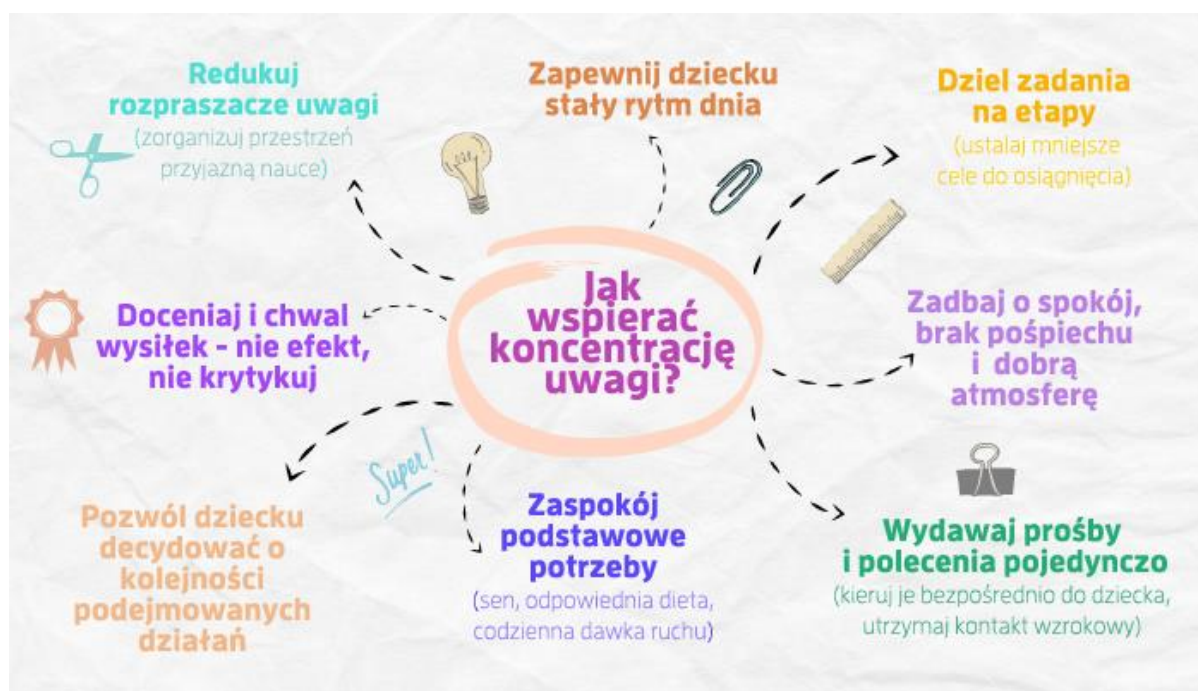 Redukuj
rozpraszacze uwagi
(zorganizuj przestrzeń
przyjazną nauce)
Zapewnij dziecku
stały rytm dnia
Dziel zadania
na etapy
(ustalaj mniejsze
cele do osiągnięcia)
Doceniaj i chwal
wysiłek - nie efekt,
nie krytykuj
Jak
wspierać
koncentrację
uwagi?
Zadbaj o spokój,
brak pośpiechu
i dobrą
atmosferę
Super!
Pozwól dziecku
decydować o
kolejności
podejmowanych
działań
Zaspokój
podstawowe
potrzeby
(sen, odpowiednia dieta,
codzienna dawka ruchu)
Wydawaj prośby
i polecenia pojedynczo
(kieruj je bezpośrednio do dziecka,
utrzymaj kontakt wzrokowy)